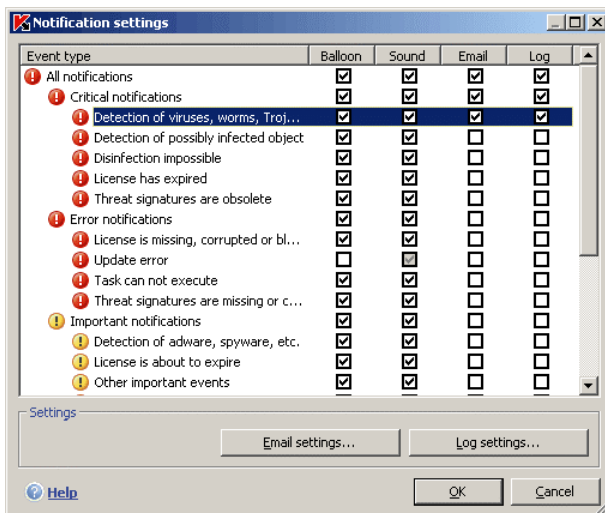 Notification settings
Event type Balloon Sound Email Log
All notifications
Critical notifications
Detection of viruses, worms, Troj...
Detection of possibly infected object
Disinfection impossible
License has expired
Threat signatures are obsolete
Error notifications
License is missing, corrupted or bl...
Update error
Task can not execute
Threat signatures are missing or c...
Important notifications
Detection of adware, spyware, etc.
License is about to expire
Other important events
Settings
Email settings... Log settings...
Help OK Cancel